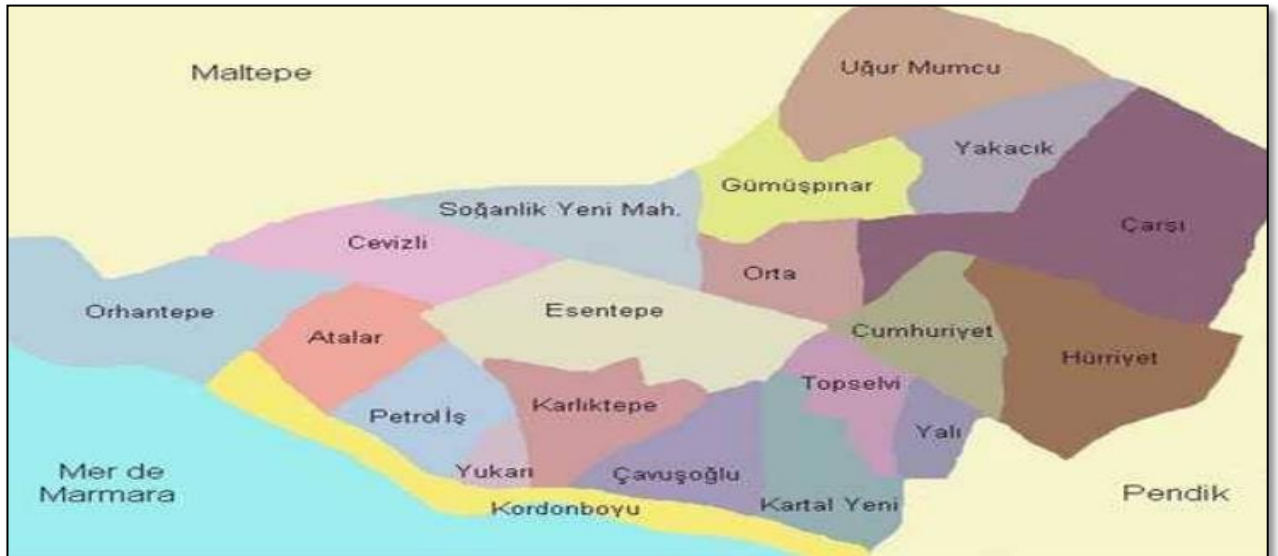 Maltepe
Uğur Mumcu
Yakacık
Gümüşpınar
Soğanlik Yeni Mah.
Çarşı
Cevizli
Orta
Orhantepe
Esentepe
Atalar
Cumhuriyet
Hürriyet
Topselvi
Karlıktepe
Petrol İş
Yalı
Yukarı
Çavuşoğlu
Mer de
Marmara
Kordonboyu
Kartal Yeni
Pendik